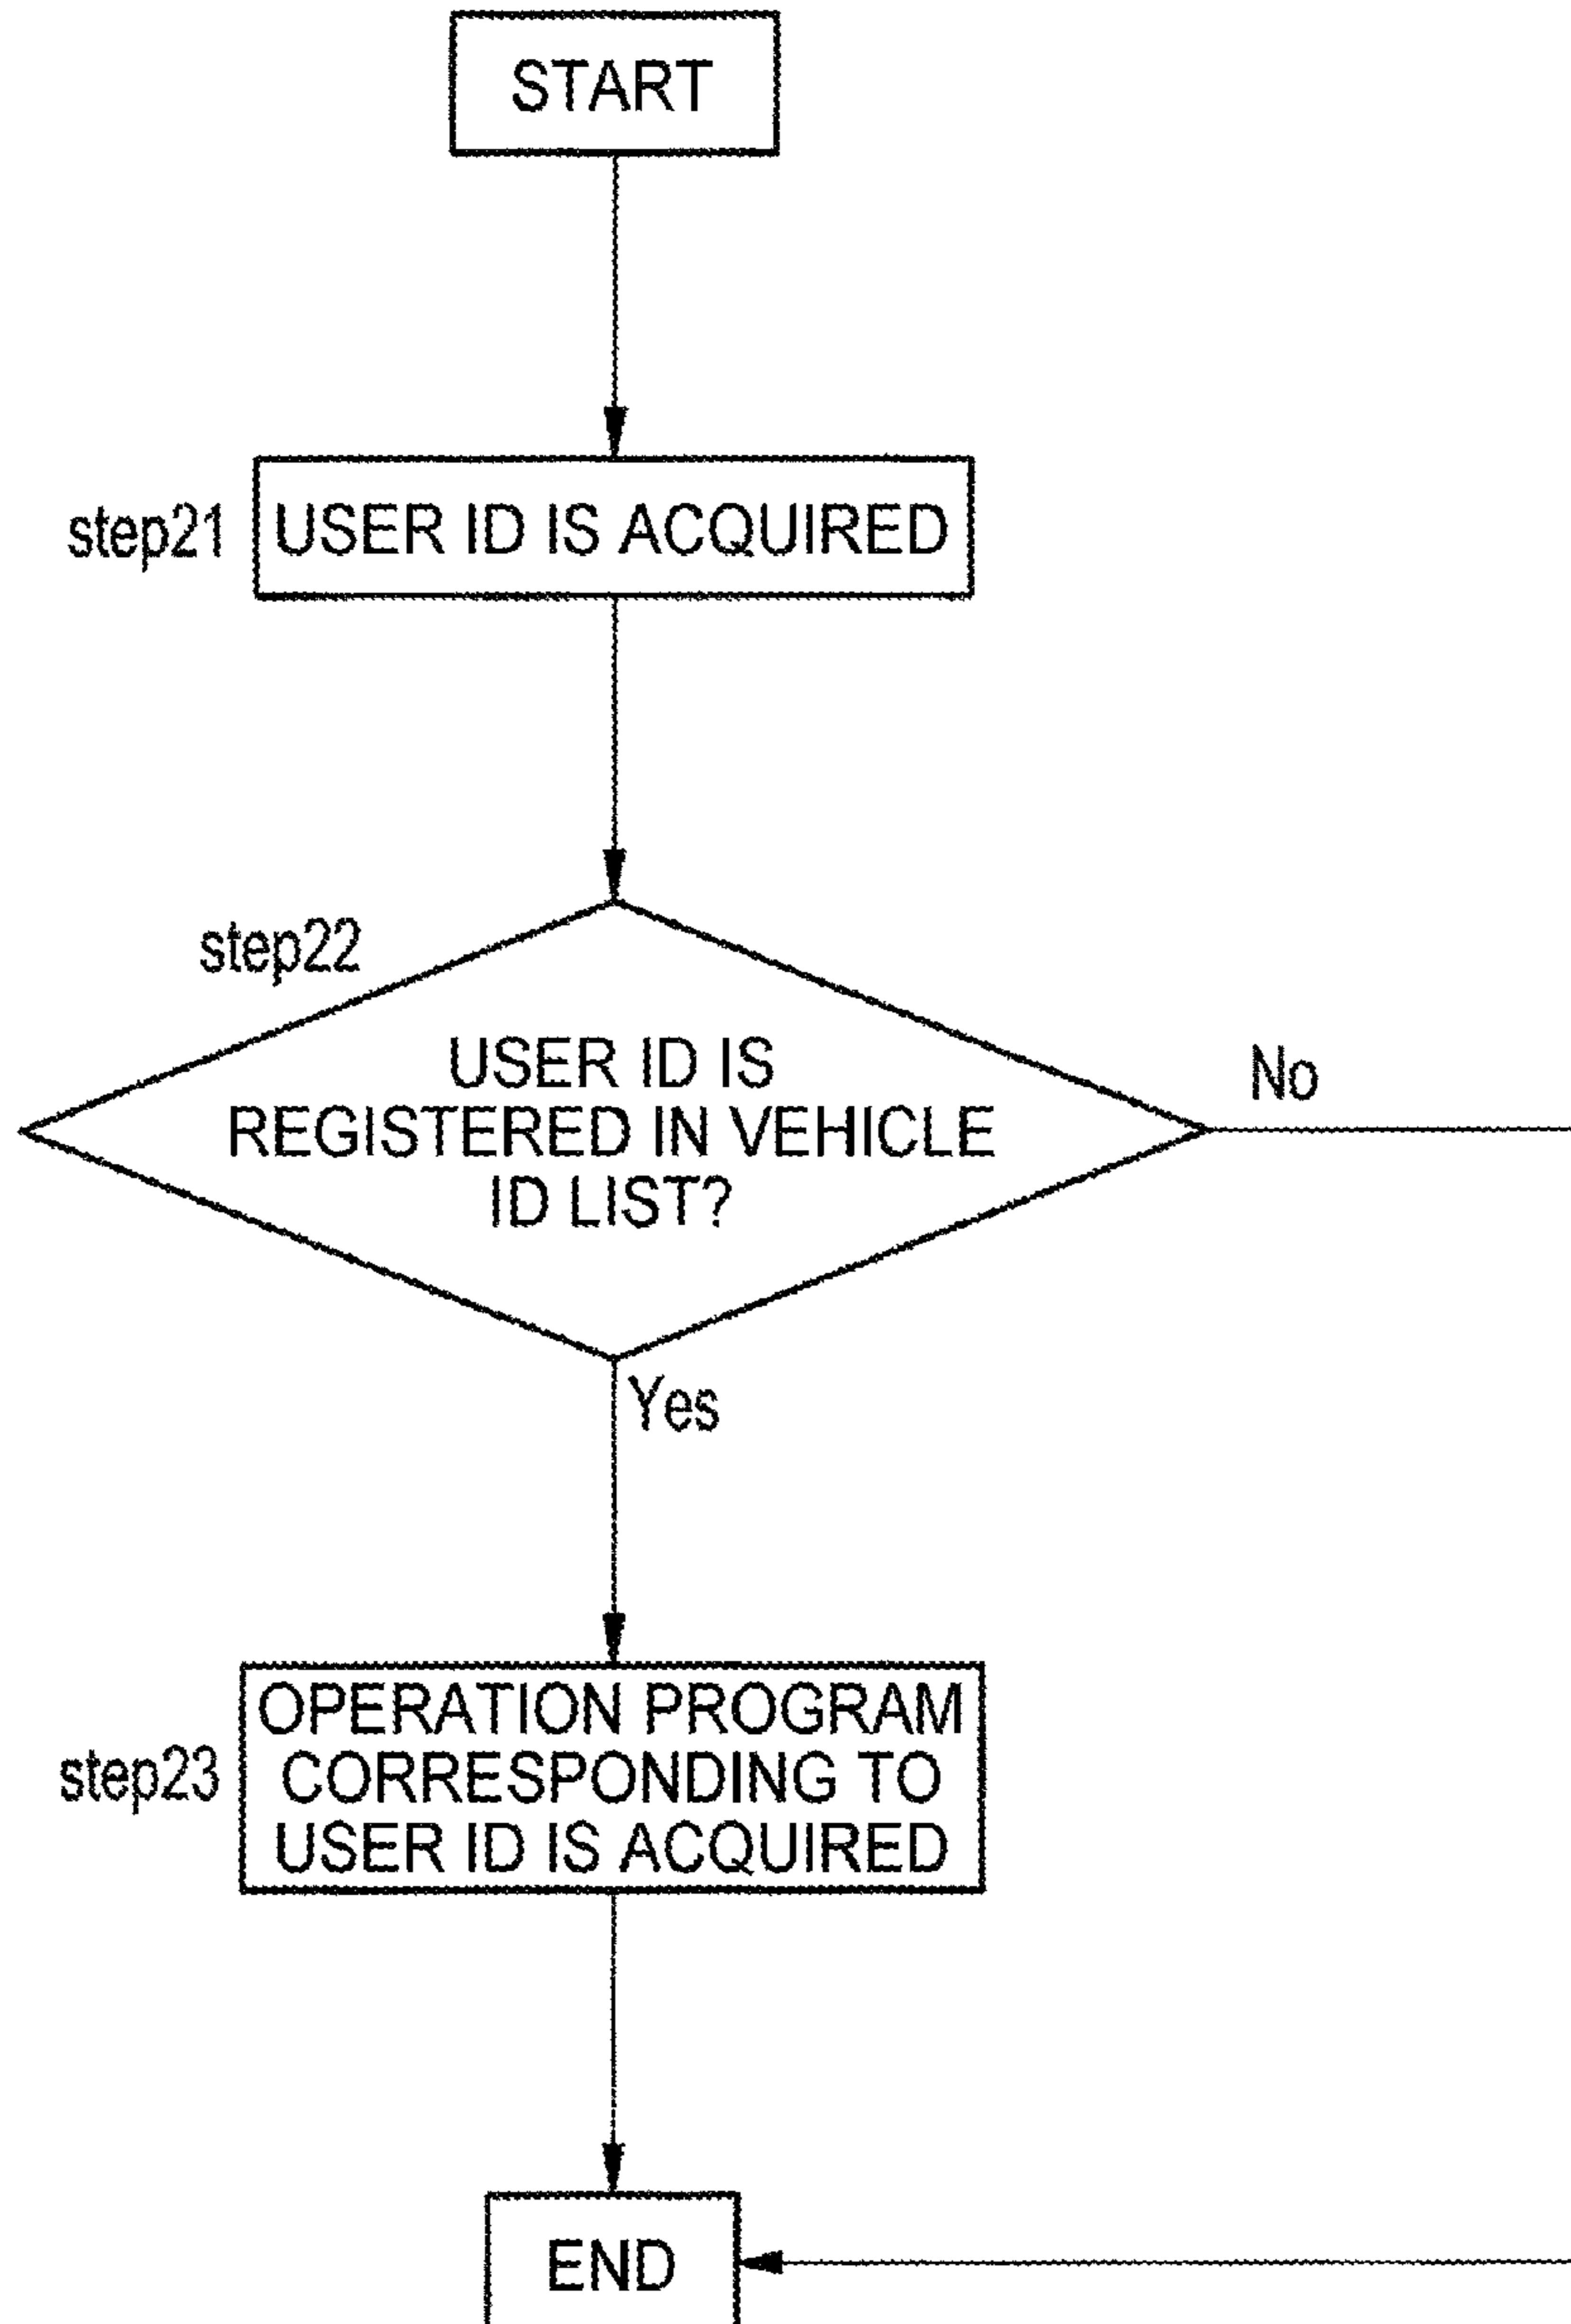 START
step21
USER ID IS ACQUIRED
step22
USER ID IS
REGISTERED IN VEHICLE
ID LIST?
No
Yes
step23
OPERATION PROGRAM
CORRESPONDING TO
USER ID IS ACQUIRED
END